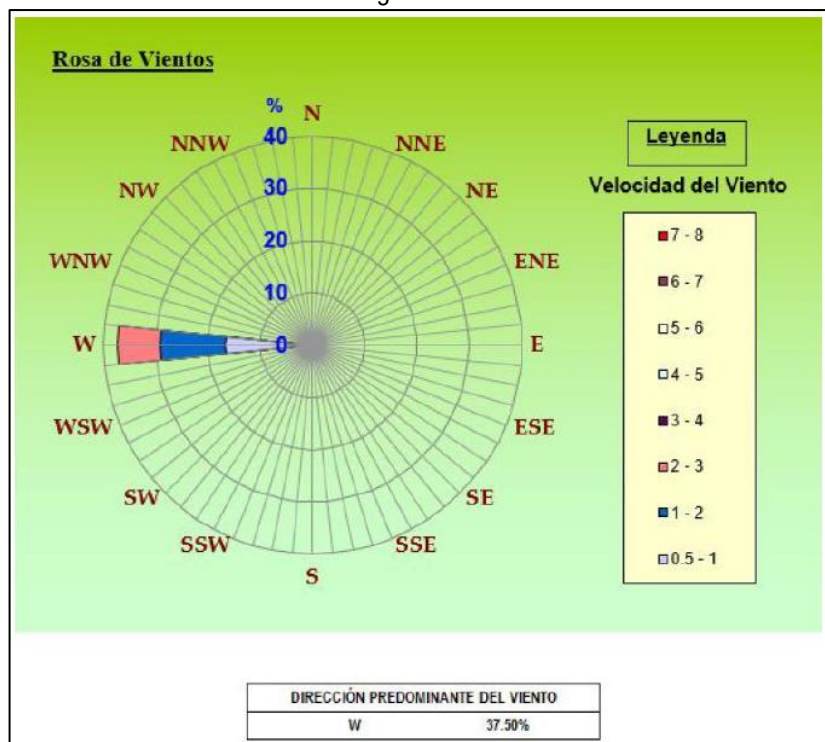 Rosa de Vientos
%
N
NNE
NE
ENE
E
ESE
SE
SSE
S
SSW
SW
WSW
W
WNW
NW
NNW
40
30
20
10
0
Leyenda
Velocidad del Viento
7 - 8
6 - 7
5 - 6
4 - 5
3 - 4
2 - 3
1 - 2
0.5 - 1
DIRECCIÓN PREDOMINANTE DEL VIENTO
W 37.50%